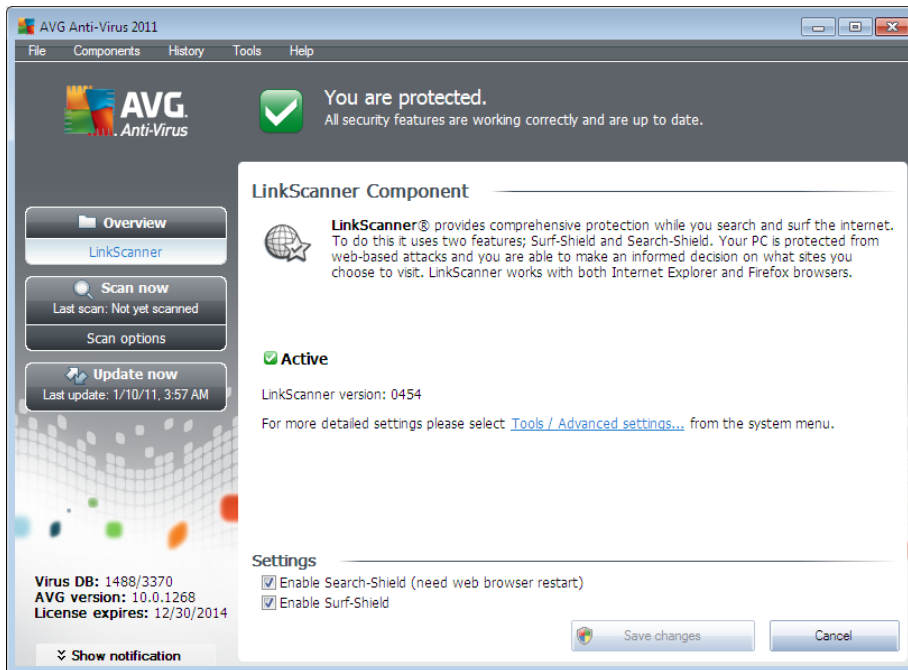 AVG Anti-Virus 2011
File Components History Tools Help
AVG.
Anti-Virus
You are protected.
All security features are working correctly and are up to date.
Overview
LinkScanner
Scan now
Last scan: Not yet scanned
Scan options
Update now
Last update: 1/10/11, 3:57 AM
Virus DB: 1488/3370
AVG version: 10.0.1268
License expires: 12/30/2014
Show notification
LinkScanner Component
LinkScanner® provides comprehensive protection while you search and surf the internet.
To do this it uses two features; Surf-Shield and Search-Shield. Your PC is protected from
web-based attacks and you are able to make an informed decision on what sites you
choose to visit. LinkScanner works with both Internet Explorer and Firefox browsers.
Active
LinkScanner version: 0454
For more detailed settings please select Tools / Advanced settings... from the system menu.
Settings
Enable Search-Shield (need web browser restart)
Enable Surf-Shield
Save changes
Cancel